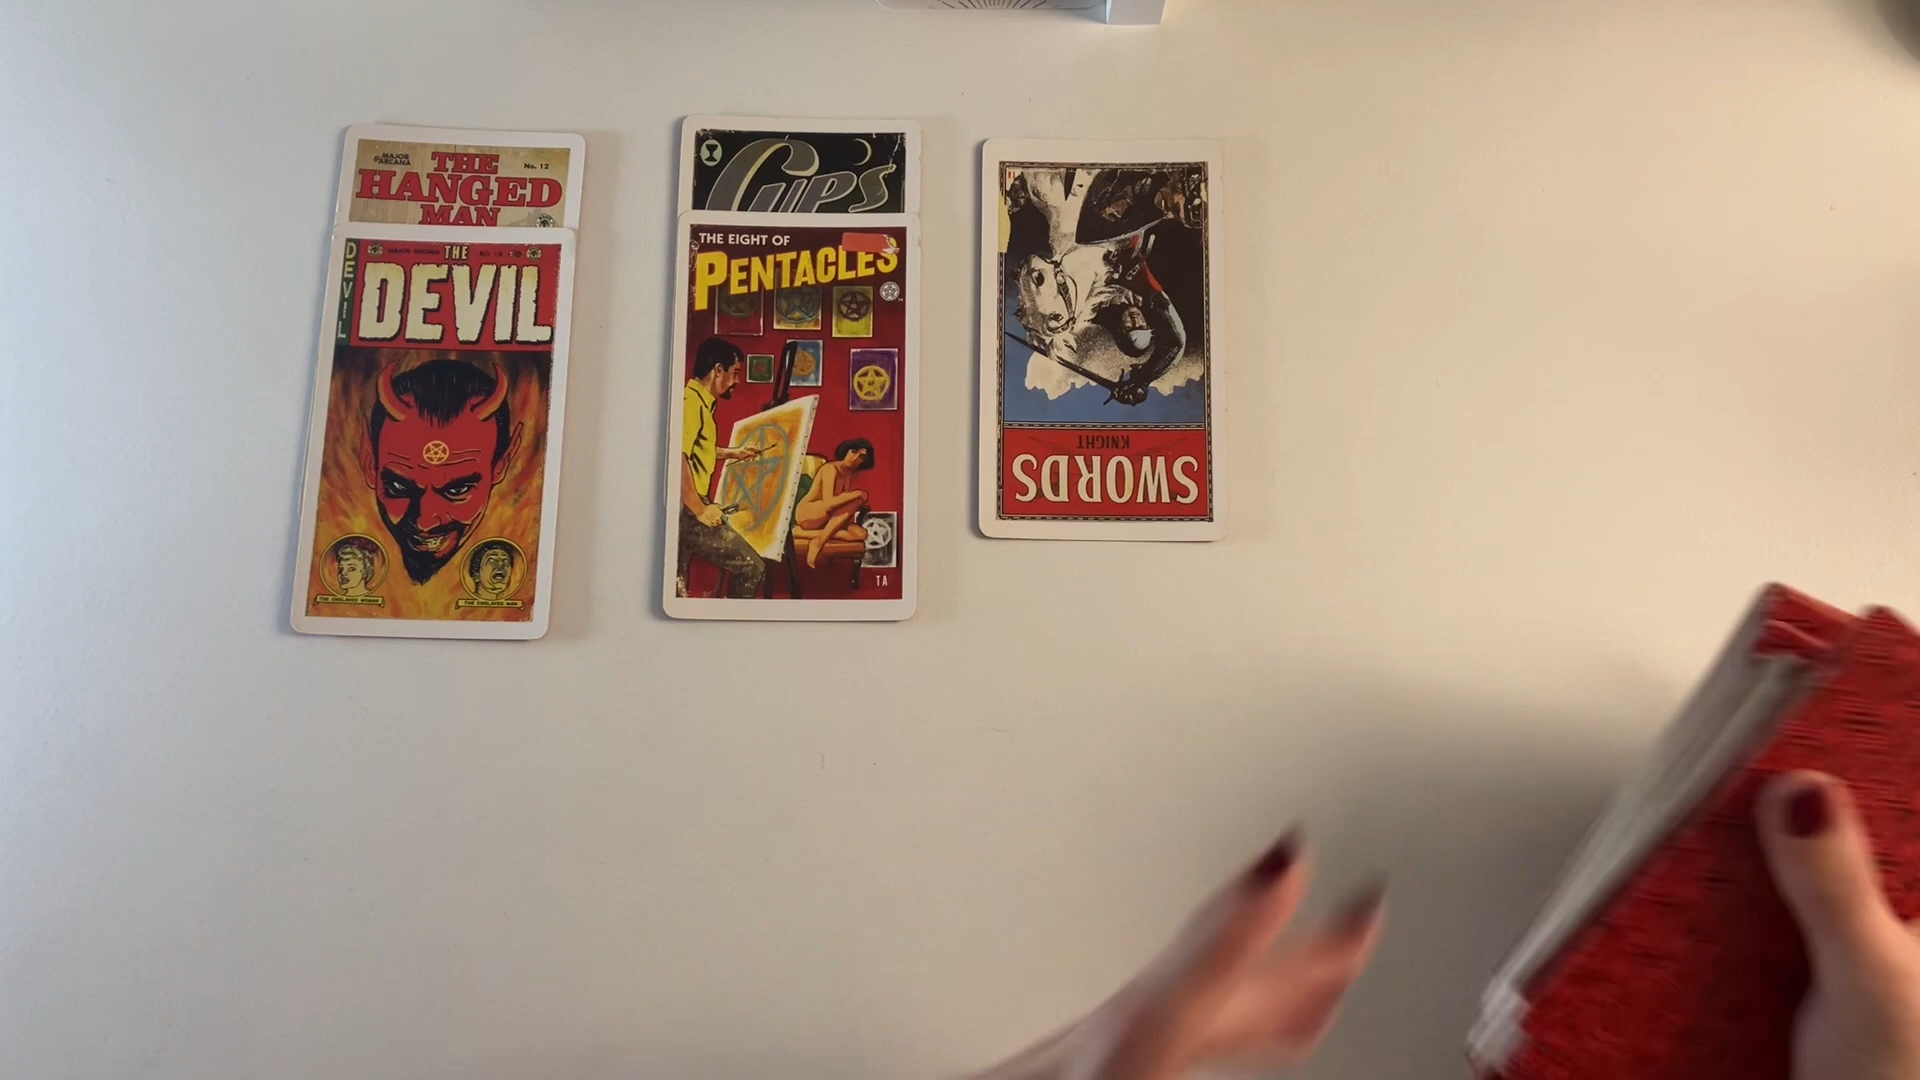 MAJOR
ARCANA
No. 12
THE
HANGED
MAN
DEVIL
MAJOR ARCANA
THE
DEVIL
THE ENSLAVED WOMAN
THE ENSLAVED MAN
CUPS
THE EIGHT OF
PENTACLES
TA
KNIGHT
SWORDS